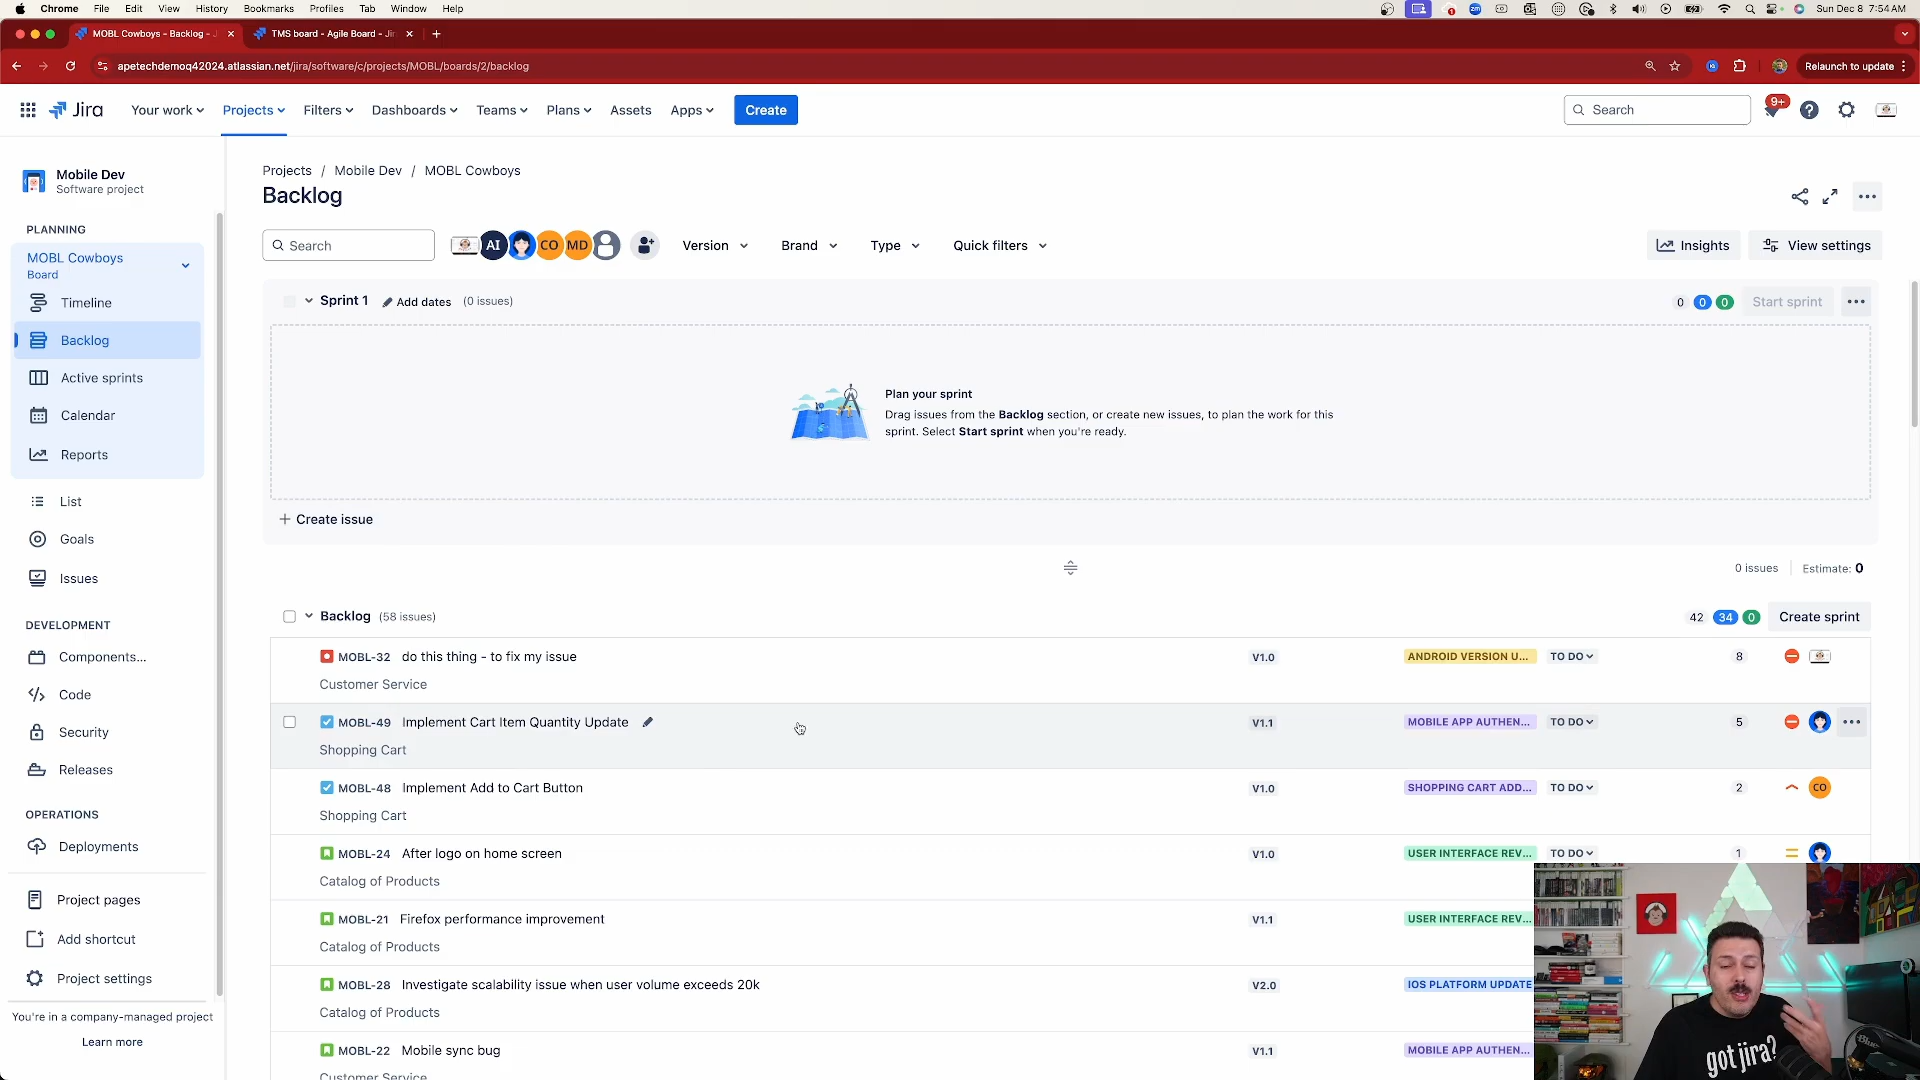 Chrome File Edit View History Bookmarks Profiles Tab Window Help
Sun Dec 8 7:54 AM
MOBL Cowboys - Backlog - J
TMS board - Agile Board - Jir
apetechdemoq42024.atlassian.net/jira/software/c/projects/MOBL/boards/2/backlog
Relaunch to update
Jira
Your work Projects Filters Dashboards Teams Plans Assets Apps Create
Search
9+
Mobile Dev
Software project
PLANNING
MOBL Cowboys
Board
Timeline
Backlog
Active sprints
Calendar
Reports
List
Goals
Issues
DEVELOPMENT
Components...
Code
Security
Releases
OPERATIONS
Deployments
Project pages
Add shortcut
Project settings
You're in a company-managed project
Learn more
Projects / Mobile Dev / MOBL Cowboys
Backlog
Search
AI CO MD
Version Brand Type Quick filters
Insights View settings
Sprint 1 Add dates (0 issues)
0 0 0 Start sprint
Plan your sprint
Drag issues from the Backlog section, or create new issues, to plan the work for this
sprint. Select Start sprint when you're ready.
+ Create issue
0 issues Estimate: 0
Backlog (58 issues)
42 34 0 Create sprint
MOBL-32 do this thing - to fix my issue V1.0 ANDROID VERSION U... TO DO 8
Customer Service
MOBL-49 Implement Cart Item Quantity Update V1.1 MOBILE APP AUTHEN... TO DO 5
Shopping Cart
MOBL-48 Implement Add to Cart Button V1.0 SHOPPING CART ADD... TO DO 2 CO
Shopping Cart
MOBL-24 After logo on home screen V1.0 USER INTERFACE REV... TO DO 1
Catalog of Products
MOBL-21 Firefox performance improvement V1.1 USER INTERFACE REV...
Catalog of Products
MOBL-28 Investigate scalability issue when user volume exceeds 20k V2.0 IOS PLATFORM UPDATE
Catalog of Products
MOBL-22 Mobile sync bug V1.1 MOBILE APP AUTHEN...
Customer Service
got jira?
Blue